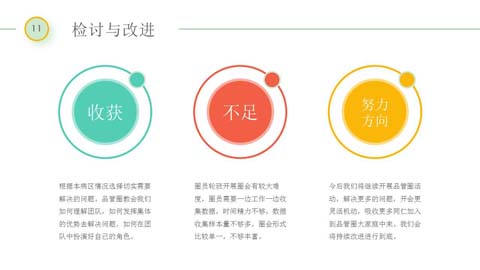 11
检讨与改进
收获
不足
努力
方向
根据本病区情况选择切实需要
解决的问题，品管圈教会我们
如何理解团队，如何发挥集体
的优势去解决问题，如何在团
队中扮演好自己的角色。
圈员轮班开展圈会有较大难
度，圈员需要一边工作一边收
集数据，时间精力不够，数据
收集样本量不够多，圈会形式
比较单一，不够丰富。
今后我们将继续开展品管圈活
动，解决更多的问题，开会更
灵活机动，吸收更多同仁加入
到品管圈大家庭中来，我们会
将持续改进进行到底。